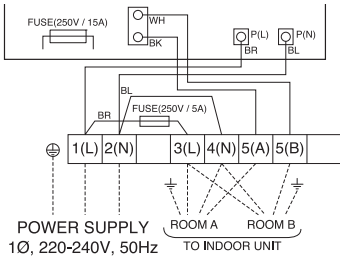 FUSE(250V / 15A)
WH
BK
P(L)
P(N)
BR
BL
BL
FUSE(250V / 5A)
BR
1(L) 2(N) 3(L) 4(N) 5(A) 5(B)
ROOM A ROOM B
POWER SUPPLY
1Ø, 220-240V, 50Hz
TO INDOOR UNIT